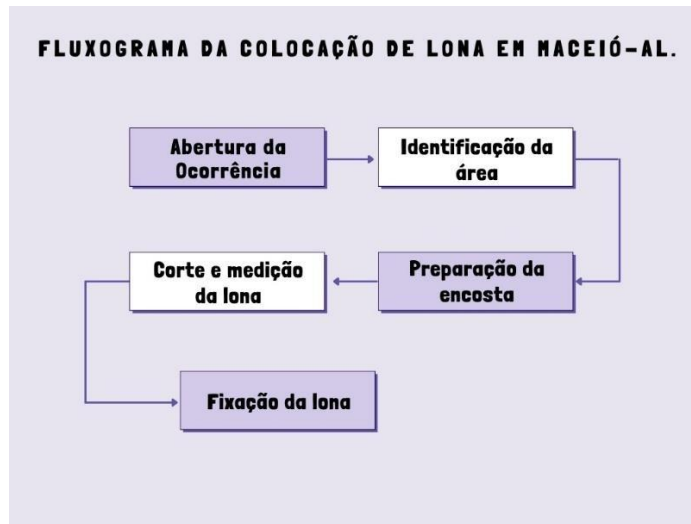 FLUXOGRAMA DA COLOCAÇÃO DE LONA EM MACEIÓ-AL.
Abertura da
Ocorrência
Identificação da
área
Preparação da
encosta
Corte e medição
da lona
Fixação da lona